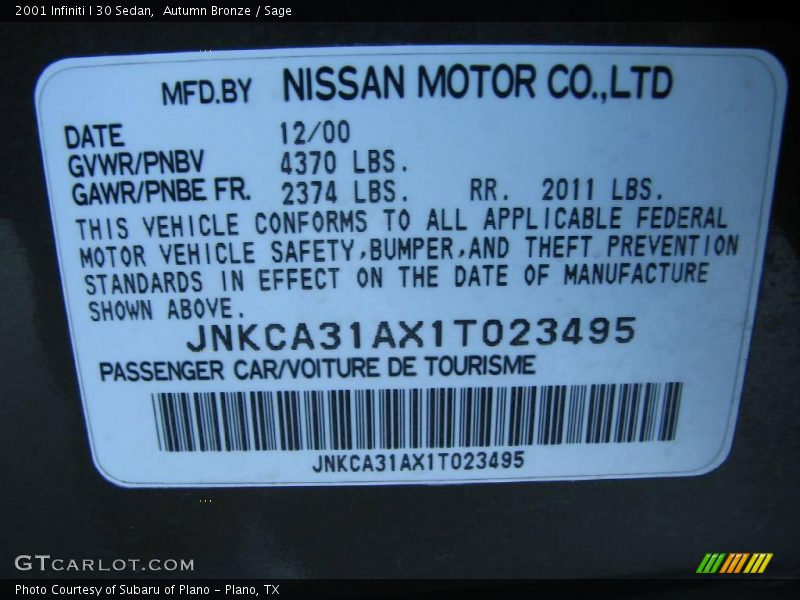 2001 Infiniti I 30 Sedan,  Autumn Bronze / Sage
MFD.BY NISSAN MOTOR CO.,LTD
DATE 12/00
GVWR/PNBV 4370 LBS.
GAWR/PNBE FR. 2374 LBS. RR. 2011 LBS.
THIS VEHICLE CONFORMS TO ALL APPLICABLE FEDERAL
MOTOR VEHICLE SAFETY,BUMPER,AND THEFT PREVENTION
STANDARDS IN EFFECT ON THE DATE OF MANUFACTURE
SHOWN ABOVE.
JNKCA31AX1T023495
PASSENGER CAR/VOITURE DE TOURISME
JNKCA31AX1T023495
GTCARLOT.COM
Photo Courtesy of Subaru of Plano - Plano, TX